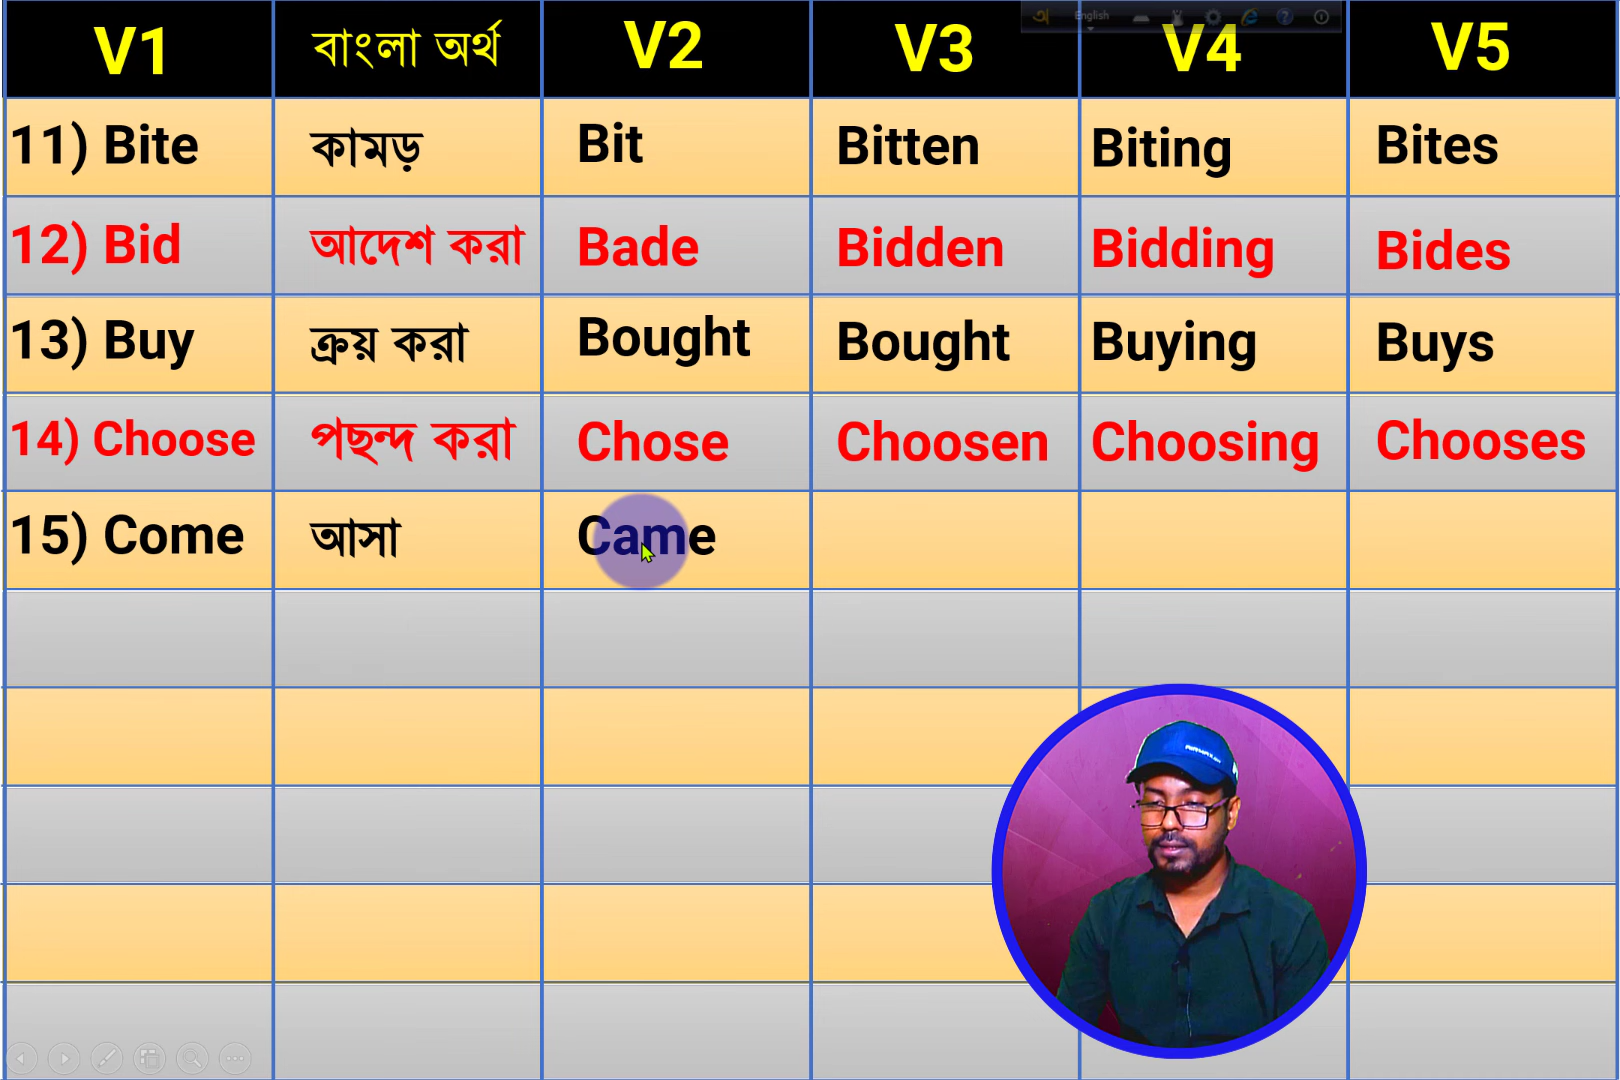 English
V1 বাংলা অর্থ V2 V3 V4 V5
11) Bite কামড় Bit Bitten Biting Bites
12) Bid আদেশ করা Bade Bidden Bidding Bides
13) Buy ক্রয় করা Bought Bought Buying Buys
14) Choose পছন্দ করা Chose Choosen Choosing Chooses
15) Come আসা Came